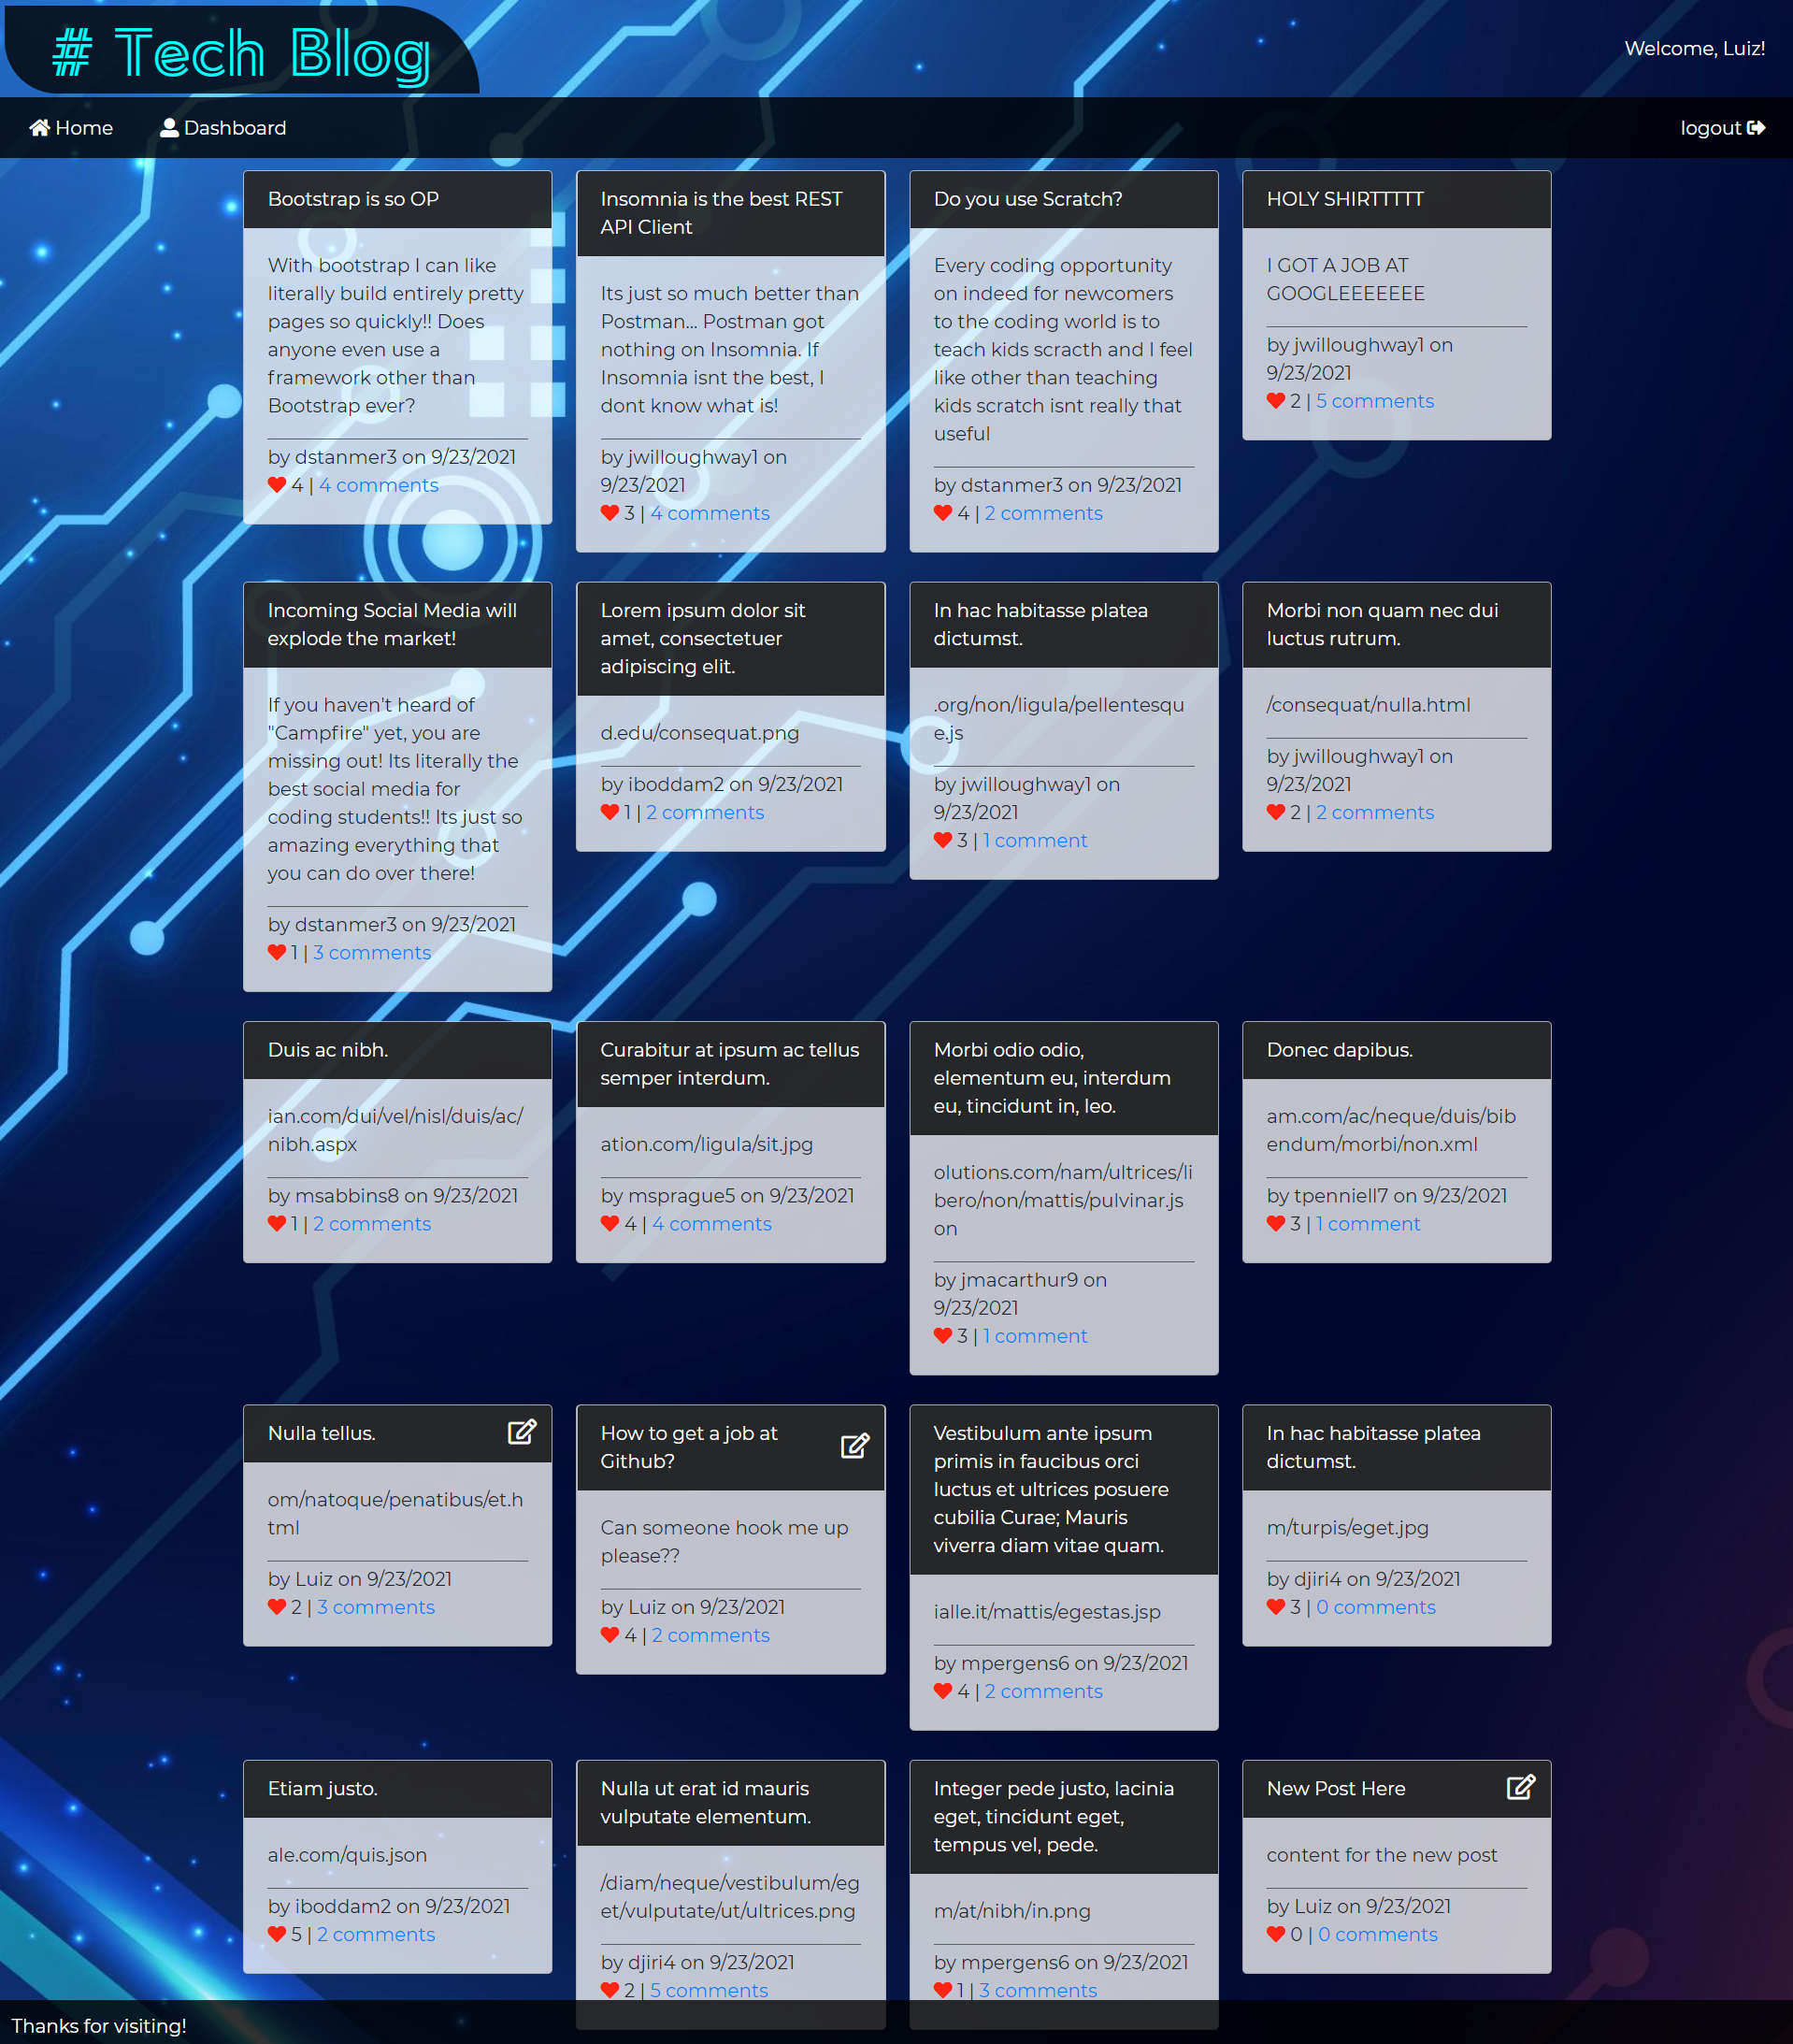 # Tech Blog
Welcome, Luiz!
Home
Dashboard
logout
Bootstrap is so OP
With bootstrap I can like
literally build entirely pretty
pages so quickly!! Does
anyone even use a
framework other than
Bootstrap ever?
by dstanmer3 on 9/23/2021
4 | 4 comments
Insomnia is the best REST
API Client
Its just so much better than
Postman... Postman got
nothing on Insomnia. If
Insomnia isnt the best, I
dont know what is!
by jwilloughway1 on
9/23/2021
3 | 4 comments
Do you use Scratch?
Every coding opportunity
on indeed for newcomers
to the coding world is to
teach kids scracth and I feel
like other than teaching
kids scratch isnt really that
useful
by dstanmer3 on 9/23/2021
4 | 2 comments
HOLY SHIRTTTTT
I GOT A JOB AT
GOOGLEEEEEEE
by jwilloughway1 on
9/23/2021
2 | 5 comments
Incoming Social Media will
explode the market!
If you haven't heard of
"Campfire" yet, you are
missing out! Its literally the
best social media for
coding students!! Its just so
amazing everything that
you can do over there!
by dstanmer3 on 9/23/2021
1 | 3 comments
Lorem ipsum dolor sit
amet, consectetuer
adipiscing elit.
d.edu/consequat.png
by iboddam2 on 9/23/2021
1 | 2 comments
In hac habitasse platea
dictumst.
.org/non/ligula/pellentesqu
e.js
by jwilloughway1 on
9/23/2021
3 | 1 comment
Morbi non quam nec dui
luctus rutrum.
/consequat/nulla.html
by jwilloughway1 on
9/23/2021
2 | 2 comments
Duis ac nibh.
ian.com/dui/vel/nisl/duis/ac/
nibh.aspx
by msabbins8 on 9/23/2021
1 | 2 comments
Curabitur at ipsum ac tellus
semper interdum.
ation.com/ligula/sit.jpg
by msprague5 on 9/23/2021
4 | 4 comments
Morbi odio odio,
elementum eu, interdum
eu, tincidunt in, leo.
olutions.com/nam/ultrices/li
bero/non/mattis/pulvinar.js
on
by jmacarthur9 on
9/23/2021
3 | 1 comment
Donec dapibus.
am.com/ac/neque/duis/bib
endum/morbi/non.xml
by tpenniell7 on 9/23/2021
3 | 1 comment
Nulla tellus.
om/natoque/penatibus/et.h
tml
by Luiz on 9/23/2021
2 | 3 comments
How to get a job at
Github?
Can someone hook me up
please??
by Luiz on 9/23/2021
4 | 2 comments
Vestibulum ante ipsum
primis in faucibus orci
luctus et ultrices posuere
cubilia Curae; Mauris
viverra diam vitae quam.
ialle.it/mattis/egestas.jsp
by mpergens6 on 9/23/2021
4 | 2 comments
In hac habitasse platea
dictumst.
m/turpis/eget.jpg
by djiri4 on 9/23/2021
3 | 0 comments
Etiam justo.
ale.com/quis.json
by iboddam2 on 9/23/2021
5 | 2 comments
Nulla ut erat id mauris
vulputate elementum.
/diam/neque/vestibulum/eg
et/vulputate/ut/ultrices.png
by djiri4 on 9/23/2021
2 | 5 comments
Integer pede justo, lacinia
eget, tincidunt eget,
tempus vel, pede.
m/at/nibh/in.png
by mpergens6 on 9/23/2021
1 | 3 comments
New Post Here
content for the new post
by Luiz on 9/23/2021
0 | 0 comments
Thanks for visiting!